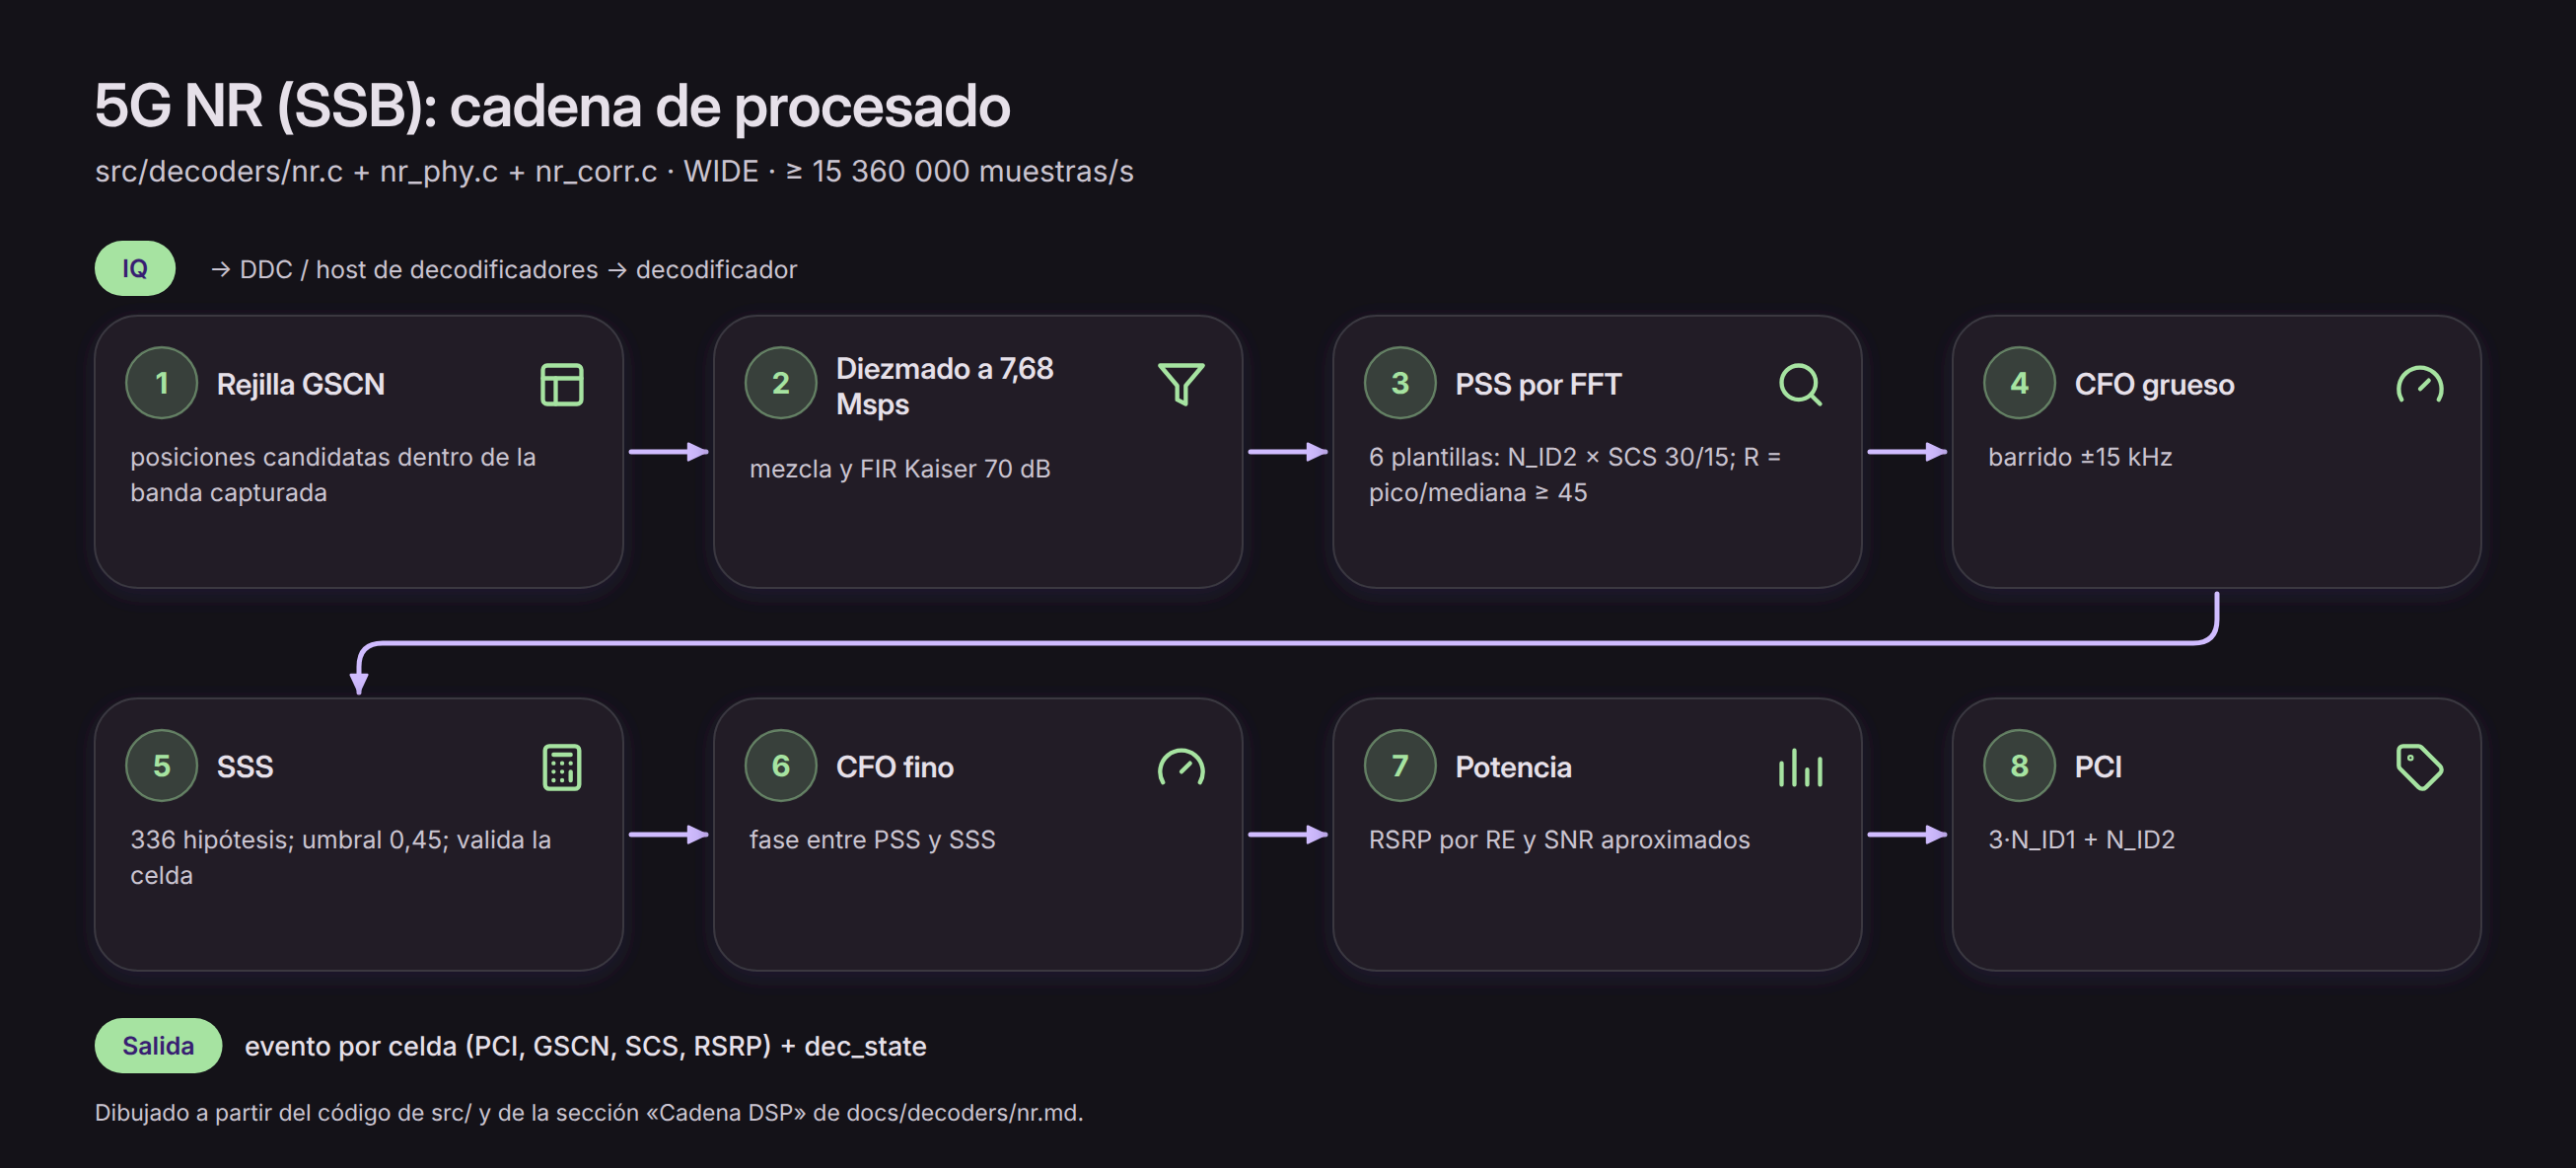 5G NR (SSB): cadena de procesado
src/decoders/nr.c + nr_phy.c + nr_corr.c · WIDE · ≥ 15 360 000 muestras/s
IQ → DDC / host de decodificadores → decodificador
1 Rejilla GSCN
posiciones candidatas dentro de la
banda capturada
2 Diezmado a 7,68
Msps
mezcla y FIR Kaiser 70 dB
3 PSS por FFT
6 plantillas: N_ID2 × SCS 30/15; R =
pico/mediana ≥ 45
4 CFO grueso
barrido ±15 kHz
5 SSS
336 hipótesis; umbral 0,45; valida la
celda
6 CFO fino
fase entre PSS y SSS
7 Potencia
RSRP por RE y SNR aproximados
8 PCI
3·N_ID1 + N_ID2
Salida evento por celda (PCI, GSCN, SCS, RSRP) + dec_state
Dibujado a partir del código de src/ y de la sección «Cadena DSP» de docs/decoders/nr.md.